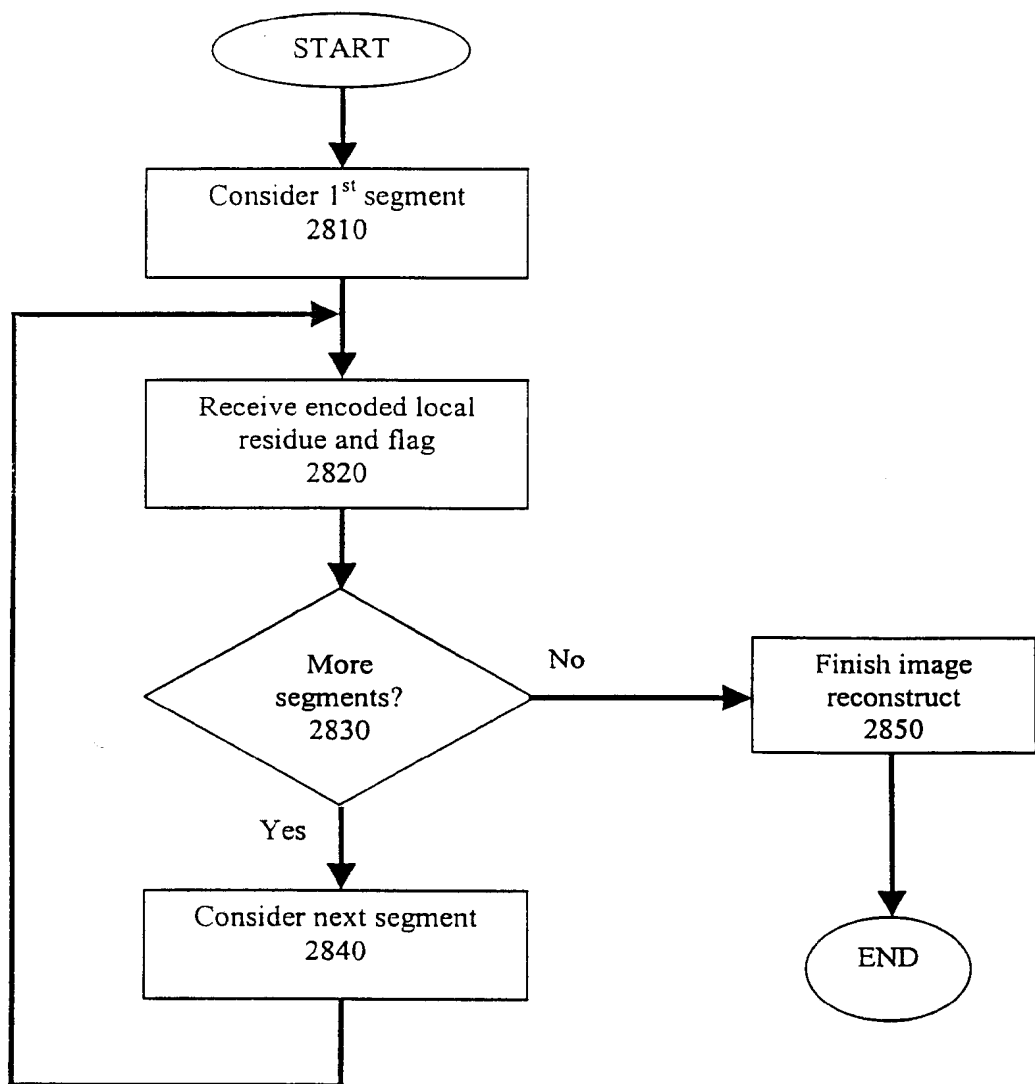 START
Consider 1st segment
2810
Receive encoded local
residue and flag
2820
More
segments?
2830
No
Finish image
reconstruct
2850
Yes
Consider next segment
2840
END